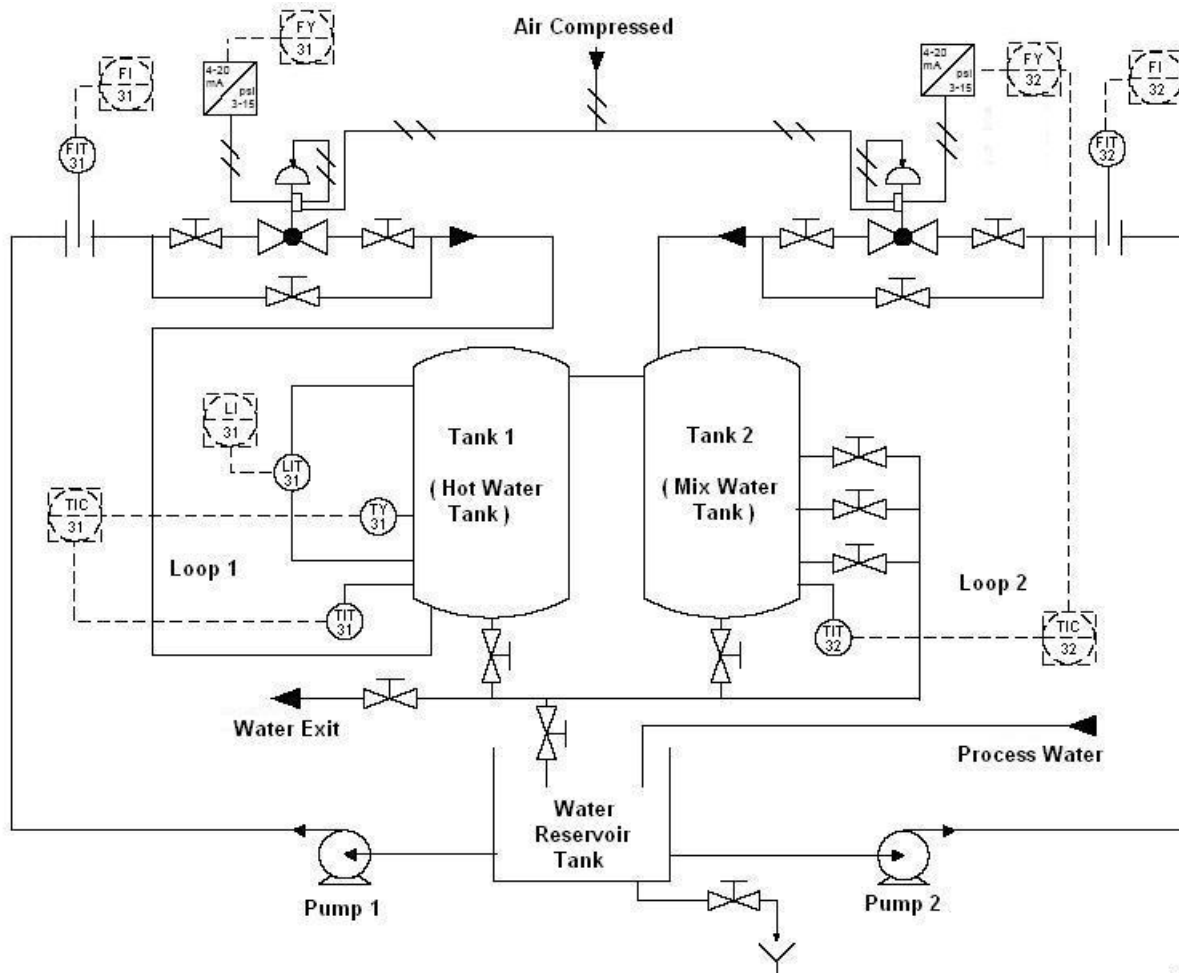 Air Compressed
FY
31
4-20
mA
psi
3-15
FI
31
FIT
31
4-20
mA
psi
3-15
FY
32
FI
32
FIT
32
LI
31
LIT
31
TIC
31
TY
31
TIT
31
Loop 1
Tank 1
( Hot Water
Tank )
Tank 2
( Mix Water
Tank )
Loop 2
TIT
32
TIC
32
Water Exit
Process Water
Water
Reservoir
Tank
Pump 1
Pump 2